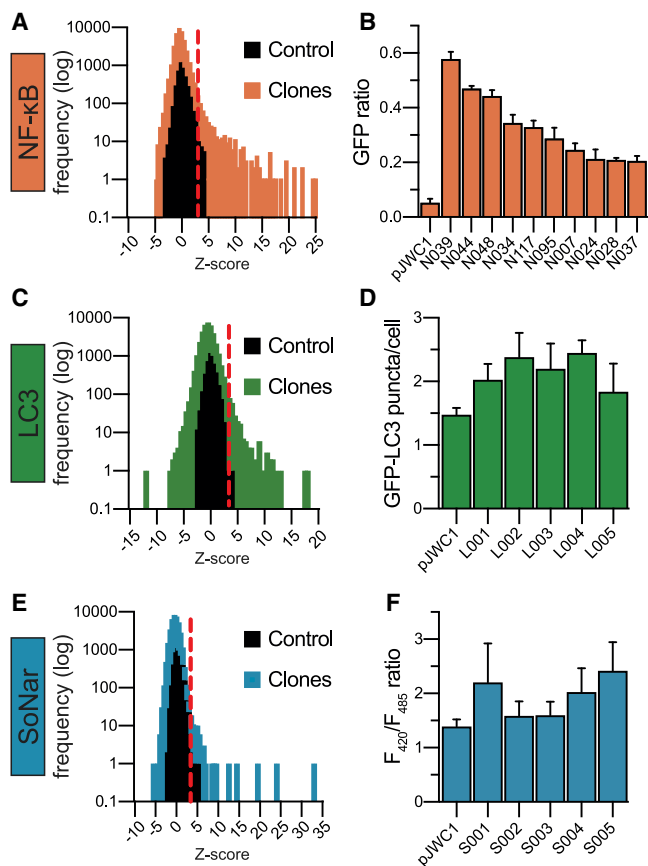 A
NF-κB
frequency (log)
10000
1000
100
10
1
0.1
-10
-5
0
5
10
15
20
25
Z-score
Control
Clones
B
GFP ratio
0.6
0.4
0.2
0.0
pJWC1
N039
N044
N048
N034
N117
N095
N007
N024
N028
N037
C
LC3
frequency (log)
10000
1000
100
10
1
0.1
-15
-10
-5
0
5
10
15
20
Z-score
Control
Clones
D
GFP-LC3 puncta/cell
3
2
1
0
pJWC1
L001
L002
L003
L004
L005
E
SoNar
frequency (log)
10000
1000
100
10
1
0.1
-10
-5
0
5
10
15
20
25
30
35
Z-score
Control
Clones
F
F420/F485 ratio
3
2
1
0
pJWC1
S001
S002
S003
S004
S005